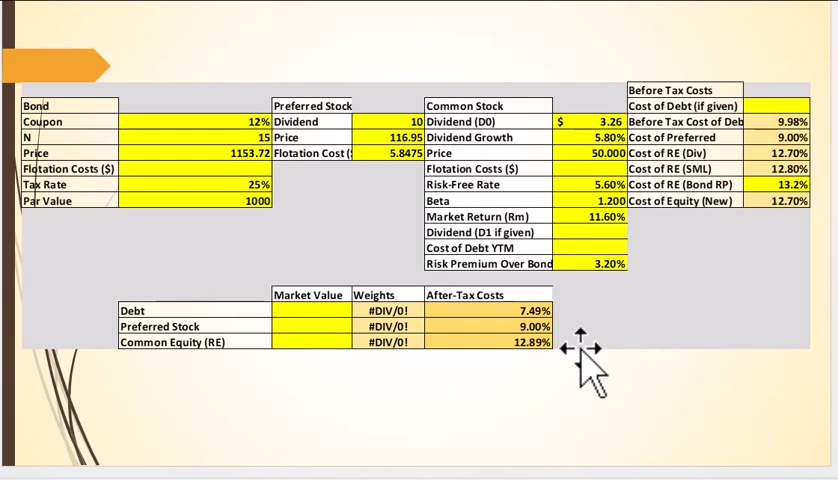 Before Tax Costs
Bond Preferred Stock Common Stock Cost of Debt (if given)
Coupon 12% Dividend 10 Dividend (D0) $ 3.26 Before Tax Cost of Deb 9.98%
N 15 Price 116.95 Dividend Growth 5.80% Cost of Preferred 9.00%
Price 1153.72 Flotation Cost ($ 5.8475 Price 50.000 Cost of RE (Div) 12.70%
Flotation Costs ($) Flotation Costs ($) Cost of RE (SML) 12.80%
Tax Rate 25% Risk-Free Rate 5.60% Cost of RE (Bond RP) 13.2%
Par Value 1000 Beta 1.200 Cost of Equity (New) 12.70%
Market Return (Rm) 11.60%
Dividend (D1 if given)
Cost of Debt YTM
Risk Premium Over Bond 3.20%
Market Value Weights After-Tax Costs
Debt #DIV/0! 7.49%
Preferred Stock #DIV/0! 9.00%
Common Equity (RE) #DIV/0! 12.89%